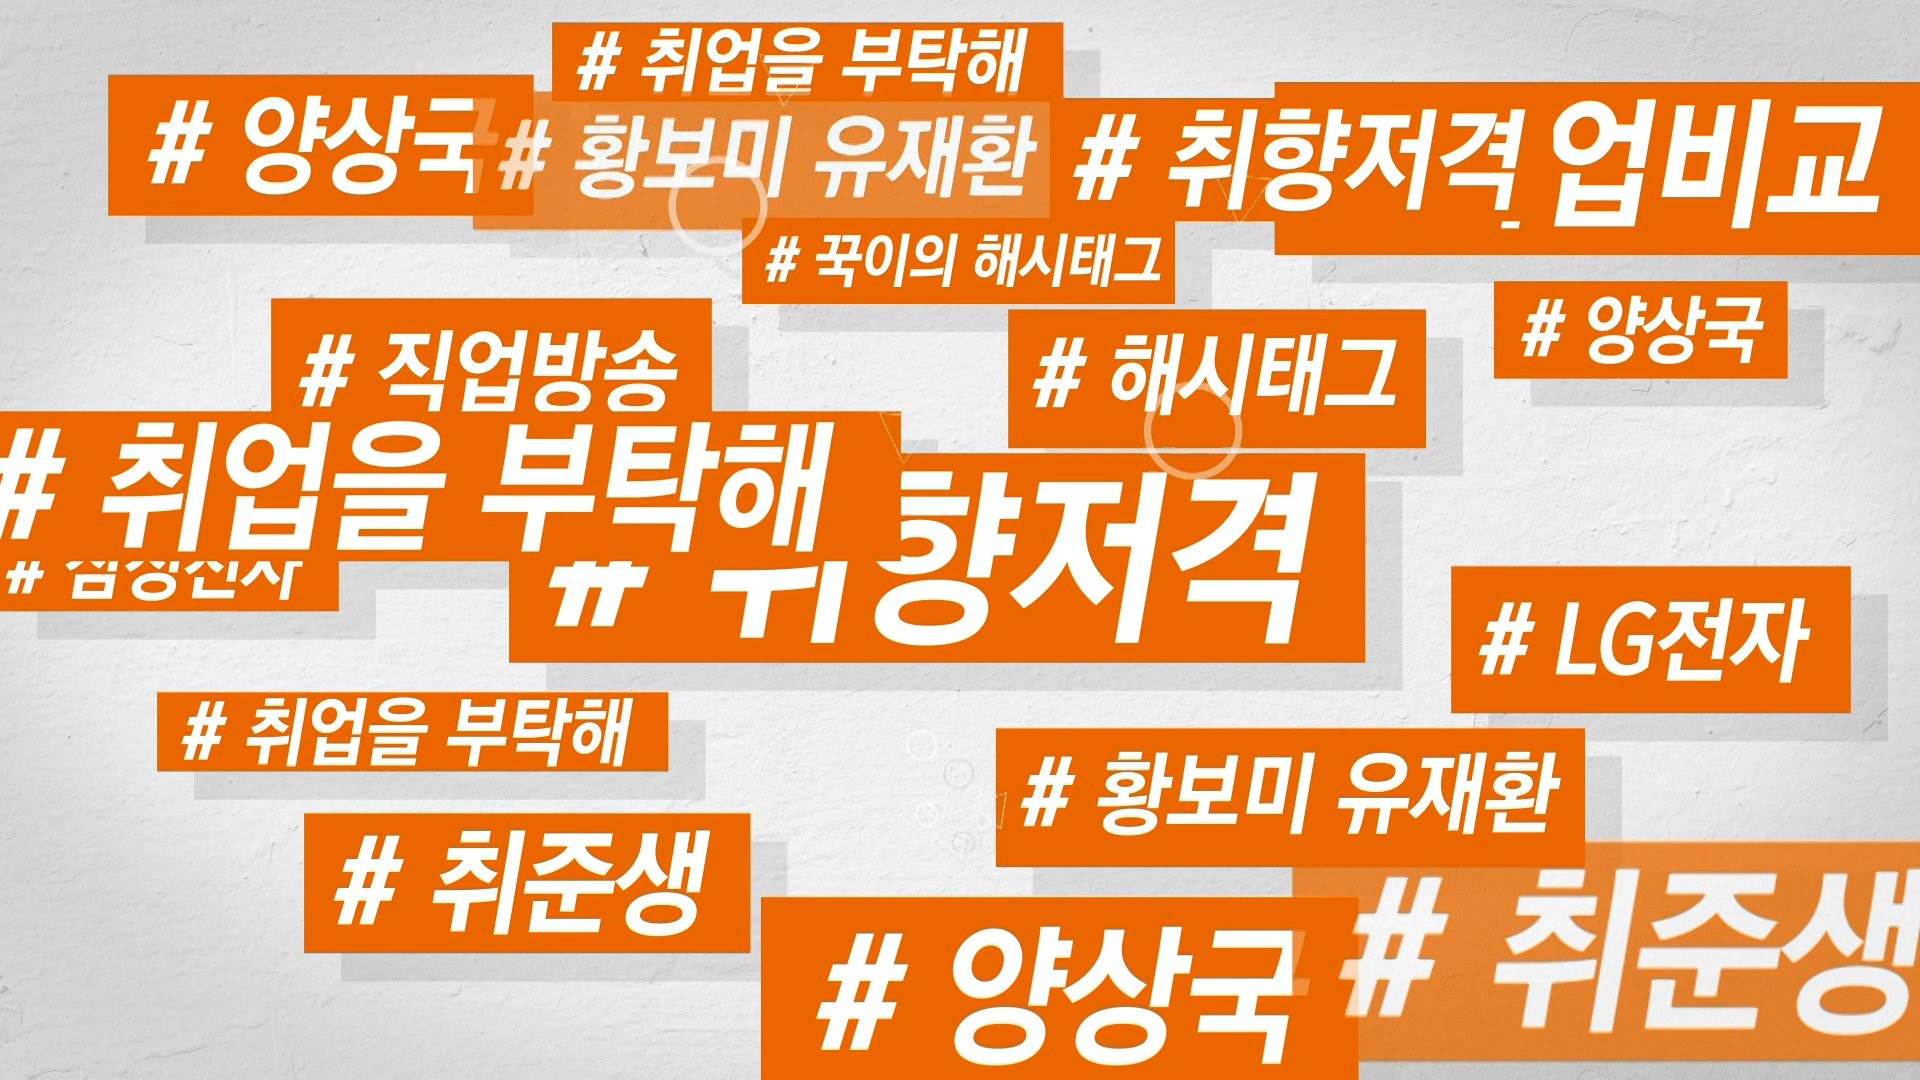 # 취업을 부탁해
# 양상국
# 황보미 유재환
# 취향저격
업비교
# 꾹이의 해시태그
# 양상국
# 직업방송
# 해시태그
# 취업을 부탁해
# 취향저격
# LG전자
# 취업을 부탁해
# 황보미 유재환
# 취준생
# 취준생
# 양상국